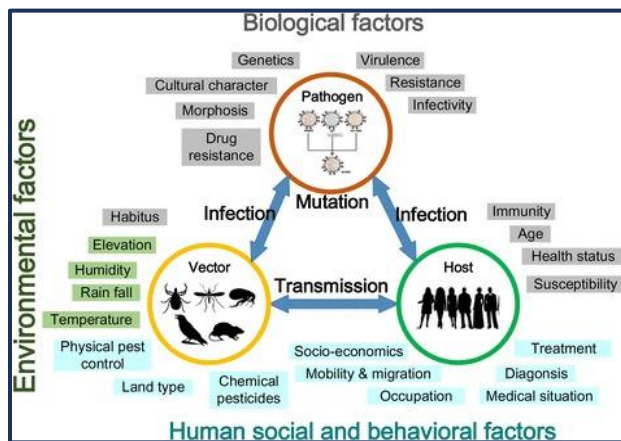 Biological factors
Genetics
Virulence
Cultural character
Resistance
Pathogen
Infectivity
Morphosis
Drug
resistance
Mutation
Infection
Infection
Environmental factors
Habitus
Elevation
Humidity
Rain fall
Temperature
Vector
Transmission
Host
Immunity
Age
Health status
Susceptibility
Physical pest
control
Land type
Chemical
pesticides
Socio-economics
Mobility & migration
Occupation
Treatment
Diagonsis
Medical situation
Human social and behavioral factors